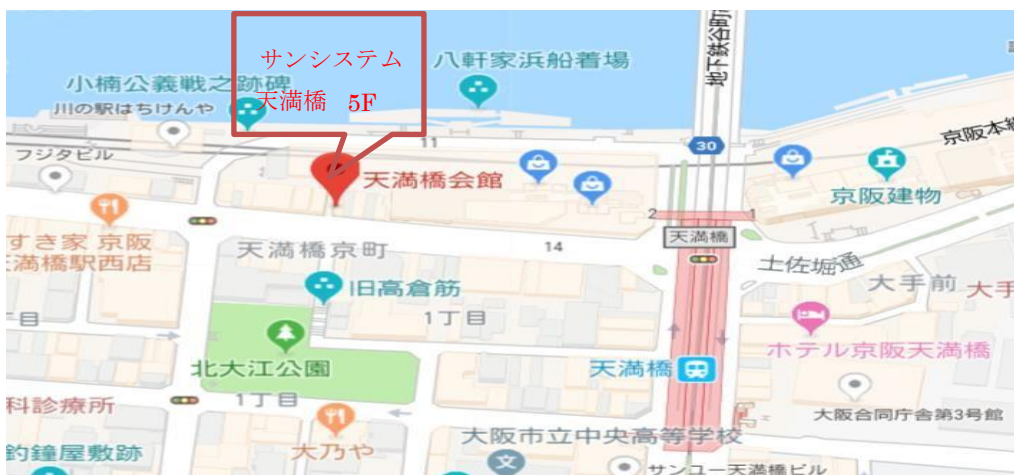 サンシステム
天満橋 5F
小楠公義戦之跡碑
八軒家浜船着場
地下鉄谷町
川の駅はちけんや
フジタビル
11
30
京阪本線
天満橋会館
京阪建物
すき家 京阪
天満橋駅西店
天満橋京町
14
2
1
天満橋
土佐堀通
大手前
大手
旧高倉筋
1丁目
丁目
ホテル京阪天満橋
北大江公園
天満橋
1丁目
科診療所
大乃や
大阪合同庁舎第3号館
大阪市立中央高等学校
釣鐘屋敷跡
文
サンユー天満橋ビル